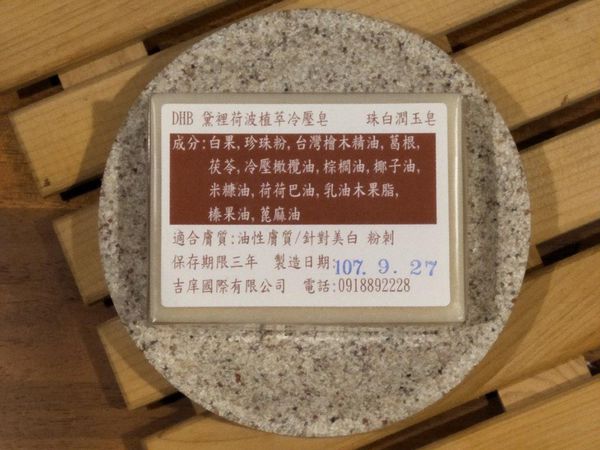 DHB 黛裡荷波植萃冷壓皂 珠白潤玉皂
成分:白果,珍珠粉,台灣檜木精油,葛根,
茯苓,冷壓橄欖油,棕櫚油,椰子油,
米糠油,荷荷巴油,乳油木果脂,
榛果油,蓖麻油
適合膚質:油性膚質/針對美白 粉刺
保存期限三年 製造日期:107. 9. 27
吉庠國際有限公司 電話:0918892228